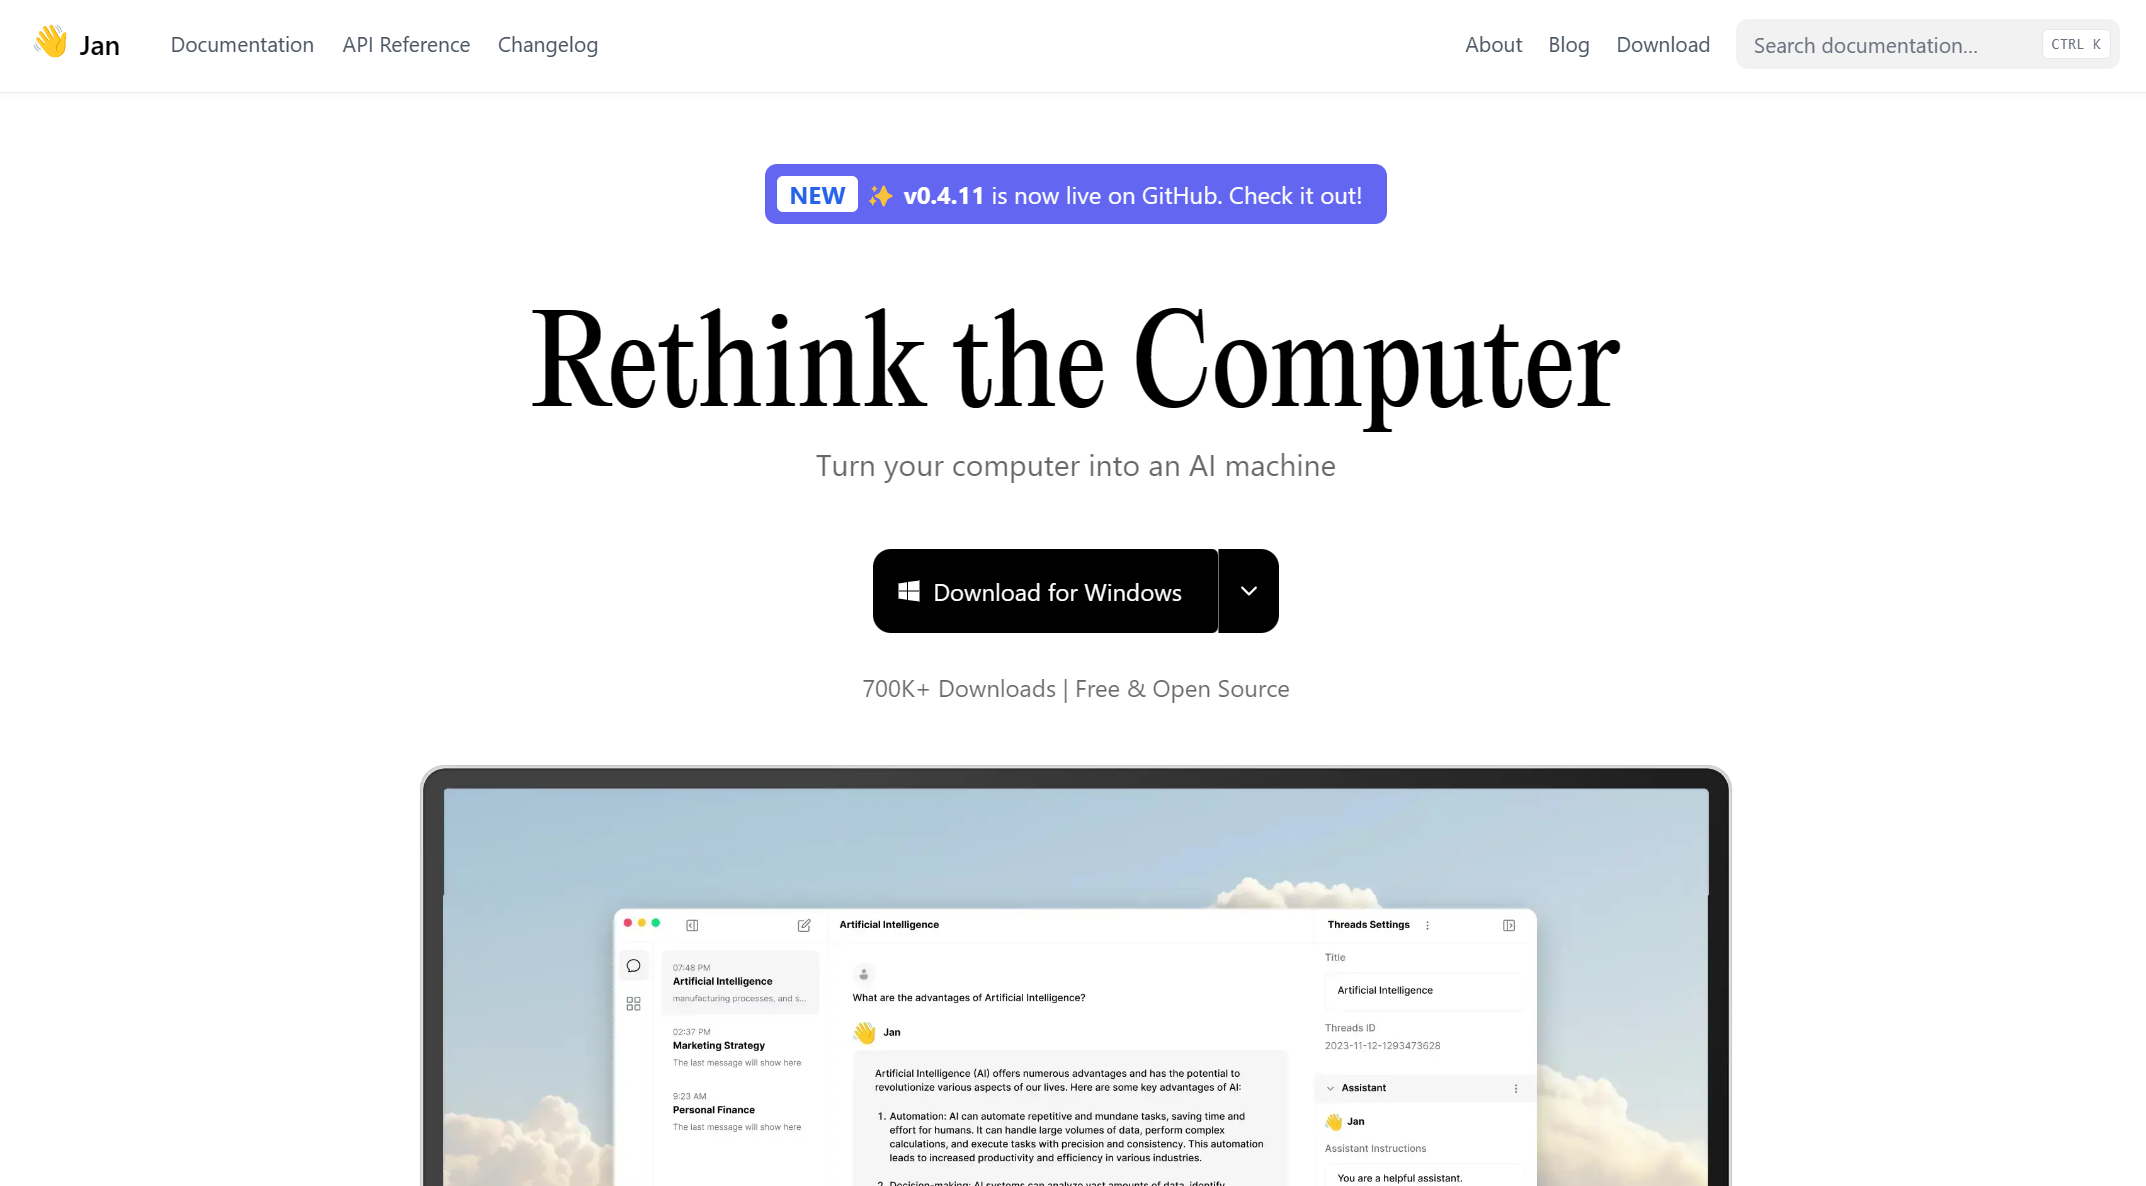 Jan
Documentation
API Reference
Changelog
About
Blog
Download
Search documentation...
CTRL K
NEW ✨ v0.4.11 is now live on GitHub. Check it out!
Rethink the Computer
Turn your computer into an AI machine
Download for Windows
700K+ Downloads | Free & Open Source
07:48 PM
Artificial Intelligence
manufacturing processes, and s...
02:37 PM
Marketing Strategy
The last message will show here
9:23 AM
Personal Finance
The last message will show here
Artificial Intelligence
What are the advantages of Artificial Intelligence?
Jan
Artificial Intelligence (AI) offers numerous advantages and has the potential to
revolutionize various aspects of our lives. Here are some key advantages of AI:
1. Automation: AI can automate repetitive and mundane tasks, saving time and
effort for humans. It can handle large volumes of data, perform complex
calculations, and execute tasks with precision and consistency. This automation
leads to increased productivity and efficiency in various industries.
2. Decision-making: AI systems can analyze vast amounts of data, identify
Threads Settings
Title
Artificial Intelligence
Threads ID
2023-11-12-1293473628
Assistant
Jan
Assistant Instructions
You are a helpful assistant.